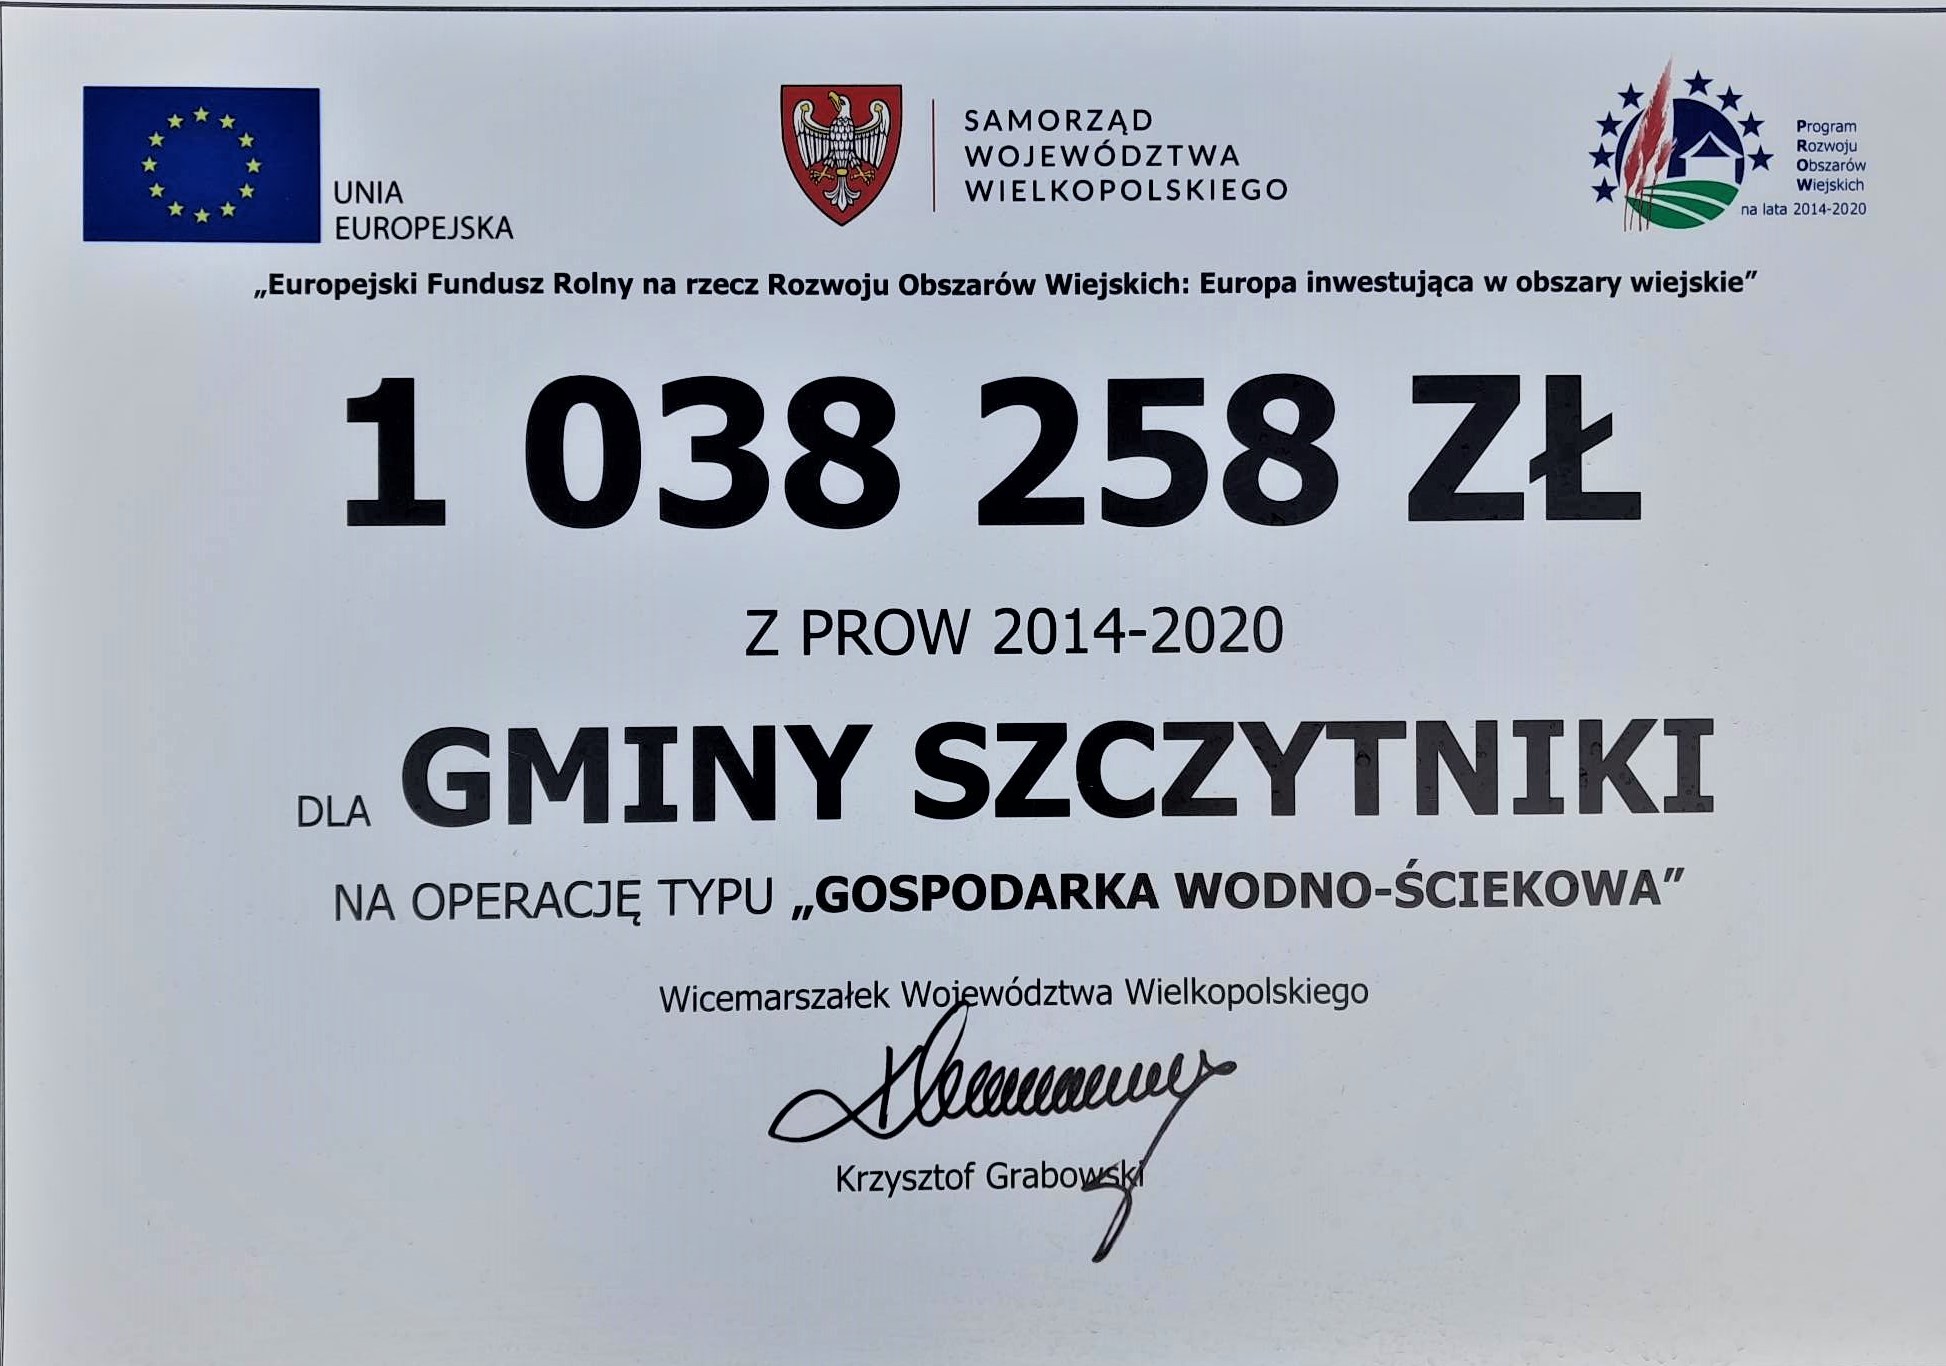 UNIA
EUROPEJSKA
SAMORZĄD
WOJEWÓDZTWA
WIELKOPOLSKIEGO
Program
Rozwoju
Obszarów
Wiejskich
na lata 2014-2020
„Europejski Fundusz Rolny na rzecz Rozwoju Obszarów Wiejskich: Europa inwestująca w obszary wiejskie”
1 038 258 ZŁ
Z PROW 2014-2020
DLA GMINY SZCZYTNIKI
NA OPERACJĘ TYPU „GOSPODARKA WODNO-ŚCIEKOWA”
Wicemarszałek Województwa Wielkopolskiego
Krzysztof Grabowski